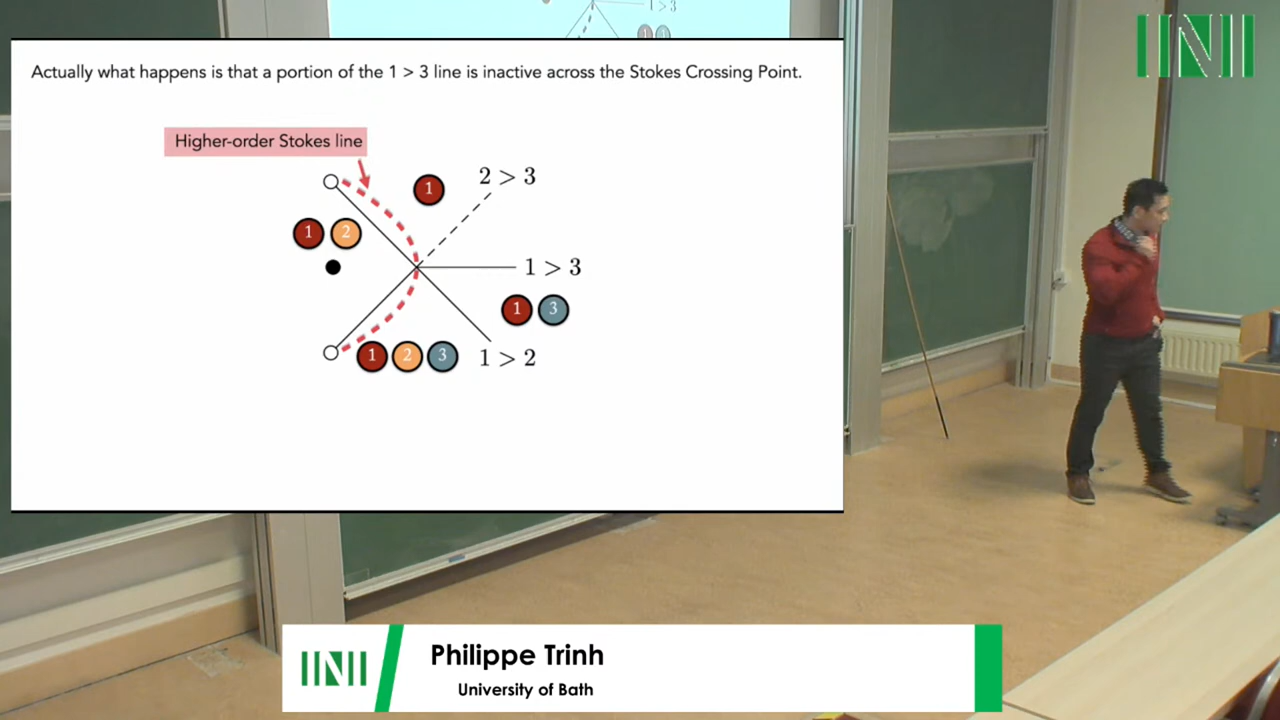 1 > 3
Actually what happens is that a portion of the 1 > 3 line is inactive across the Stokes Crossing Point.
Higher-order Stokes line
1
2 > 3
1 2
1 > 3
1 3
1 2 3
1 > 2
Philippe Trinh
University of Bath